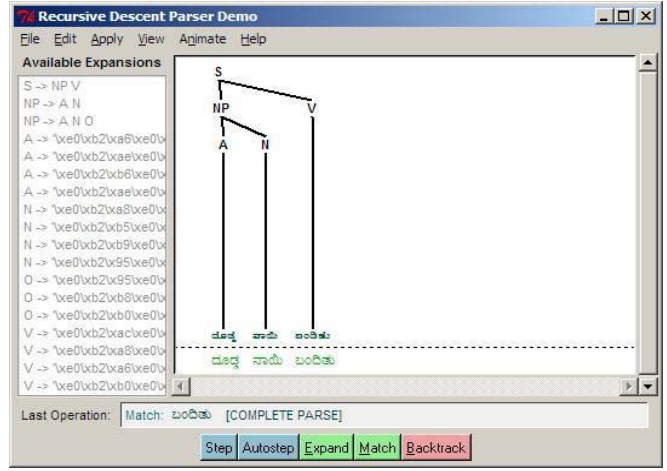 Recursive Descent Parser Demo
File Edit Apply View Animate Help
Available Expansions
S -> NP V
NP -> A N
NP -> A N O
A -> '\xe0\xb2\xa6\xe0\x
A -> '\xe0\xb2\xae\xe0\x
A -> '\xe0\xb2\xb6\xe0\x
A -> '\xe0\xb2\xae\xe0\x
N -> '\xe0\xb2\xa8\xe0\x
N -> '\xe0\xb2\xb5\xe0\x
N -> '\xe0\xb2\xb9\xe0\x
N -> '\xe0\xb2\x95\xe0\x
O -> '\xe0\xb2\x95\xe0\x
O -> '\xe0\xb2\xb8\xe0\x
O -> '\xe0\xb2\xb0\xe0\x
V -> '\xe0\xb2\xac\xe0\x
V -> '\xe0\xb2\xa8\xe0\x
V -> '\xe0\xb2\xa6\xe0\x
V -> '\xe0\xb2\xb0\xe0\x
S
NP V
A N
ದೊಡ್ಡ ನಾಯಿ ಬಂದಿತು
ದೊಡ್ಡ ನಾಯಿ ಬಂದಿತು
Last Operation: Match: ಬಂದಿತು [COMPLETE PARSE]
Step Autostep Expand Match Backtrack